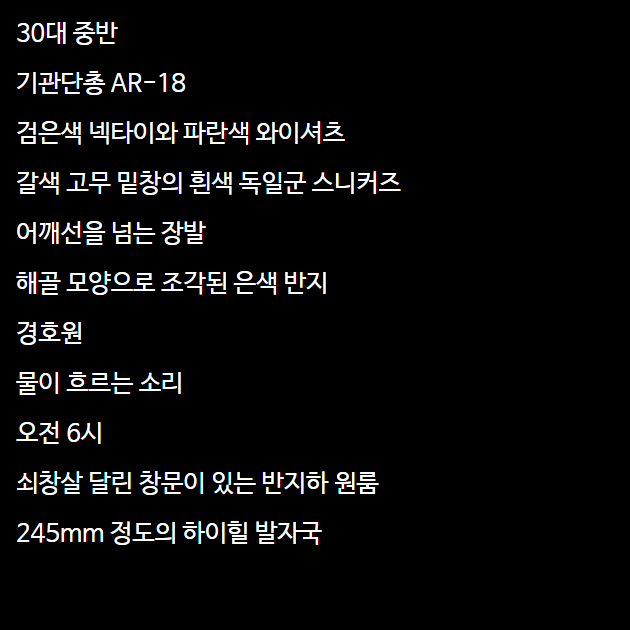 30대 중반
기관단총 AR-18
검은색 넥타이와 파란색 와이셔츠
갈색 고무 밑창의 흰색 독일군 스니커즈
어깨선을 넘는 장발
해골 모양으로 조각된 은색 반지
경호원
물이 흐르는 소리
오전 6시
쇠창살 달린 창문이 있는 반지하 원룸
245mm 정도의 하이힐 발자국